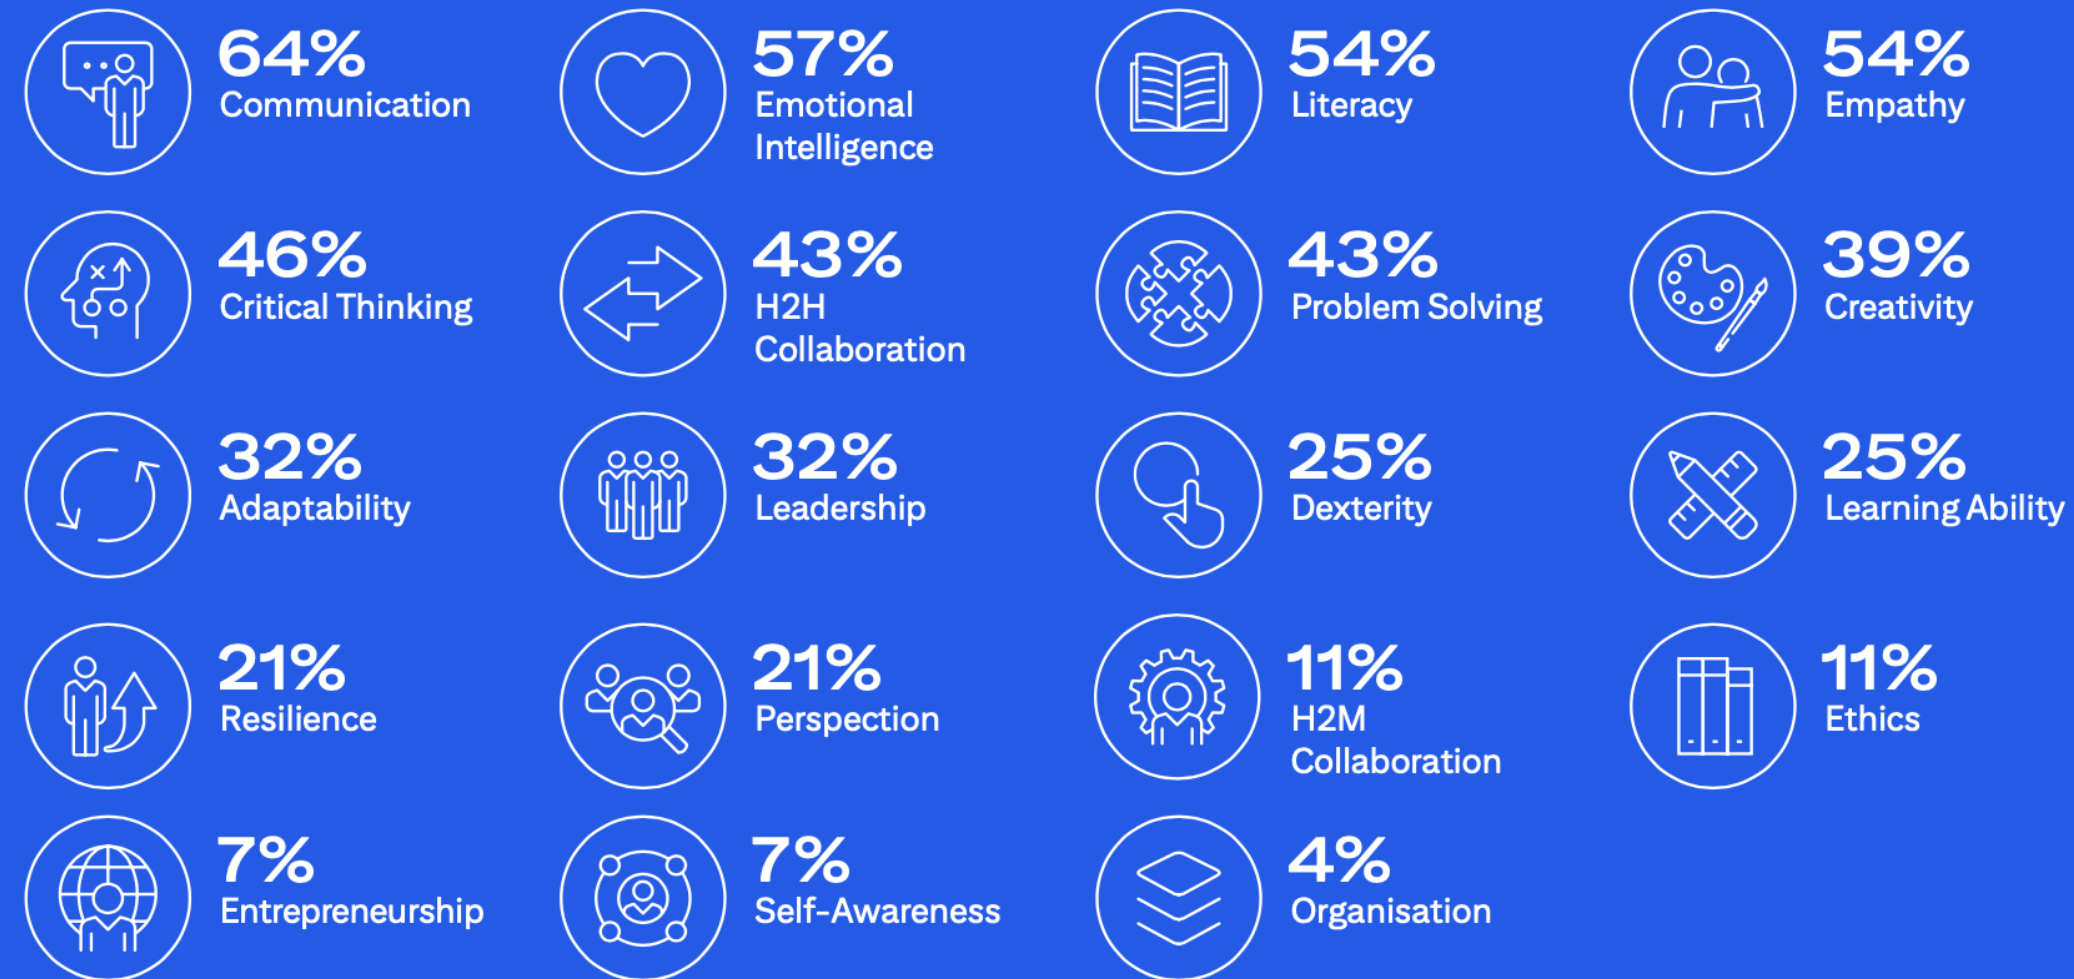 64%
Communication
57%
Emotional
Intelligence
54%
Literacy
54%
Empathy
46%
Critical Thinking
43%
H2H
Collaboration
43%
Problem Solving
39%
Creativity
32%
Adaptability
32%
Leadership
25%
Dexterity
25%
Learning Ability
21%
Resilience
21%
Perspection
11%
H2M
Collaboration
11%
Ethics
7%
Entrepreneurship
7%
Self-Awareness
4%
Organisation